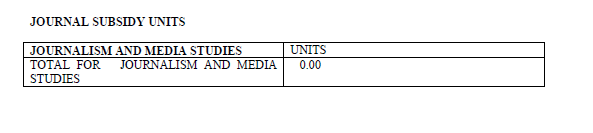 JOURNAL SUBSIDY UNITS
JOURNALISM AND MEDIA STUDIES UNITS
TOTAL FOR JOURNALISM AND MEDIA 0.00
STUDIES